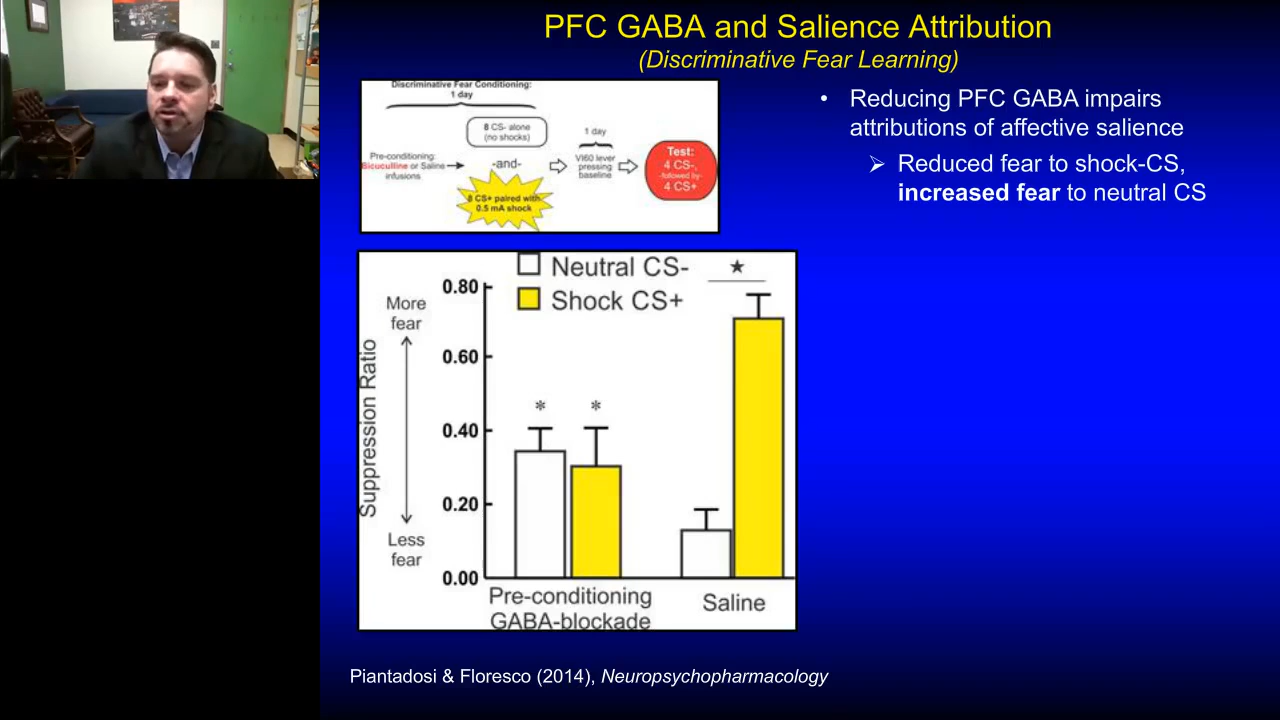 PFC GABA and Salience Attribution
(Discriminative Fear Learning)
Discriminative Fear Conditioning:
1 day
8 CS- alone
(no shocks)
Pre-conditioning:
Bicuculline or Saline
infusions
-and-
8 CS+ paired with
0.5 mA shock
1 day
VI60 lever
pressing
baseline
Test:
4 CS-,
-followed by-
4 CS+
• Reducing PFC GABA impairs
attributions of affective salience
➢ Reduced fear to shock-CS,
increased fear to neutral CS
Neutral CS-
Shock CS+
★
More
fear
Less
fear
Suppression Ratio
0.80
0.60
0.40
0.20
0.00
* *
Pre-conditioning
GABA-blockade
Saline
Piantadosi & Floresco (2014), Neuropsychopharmacology